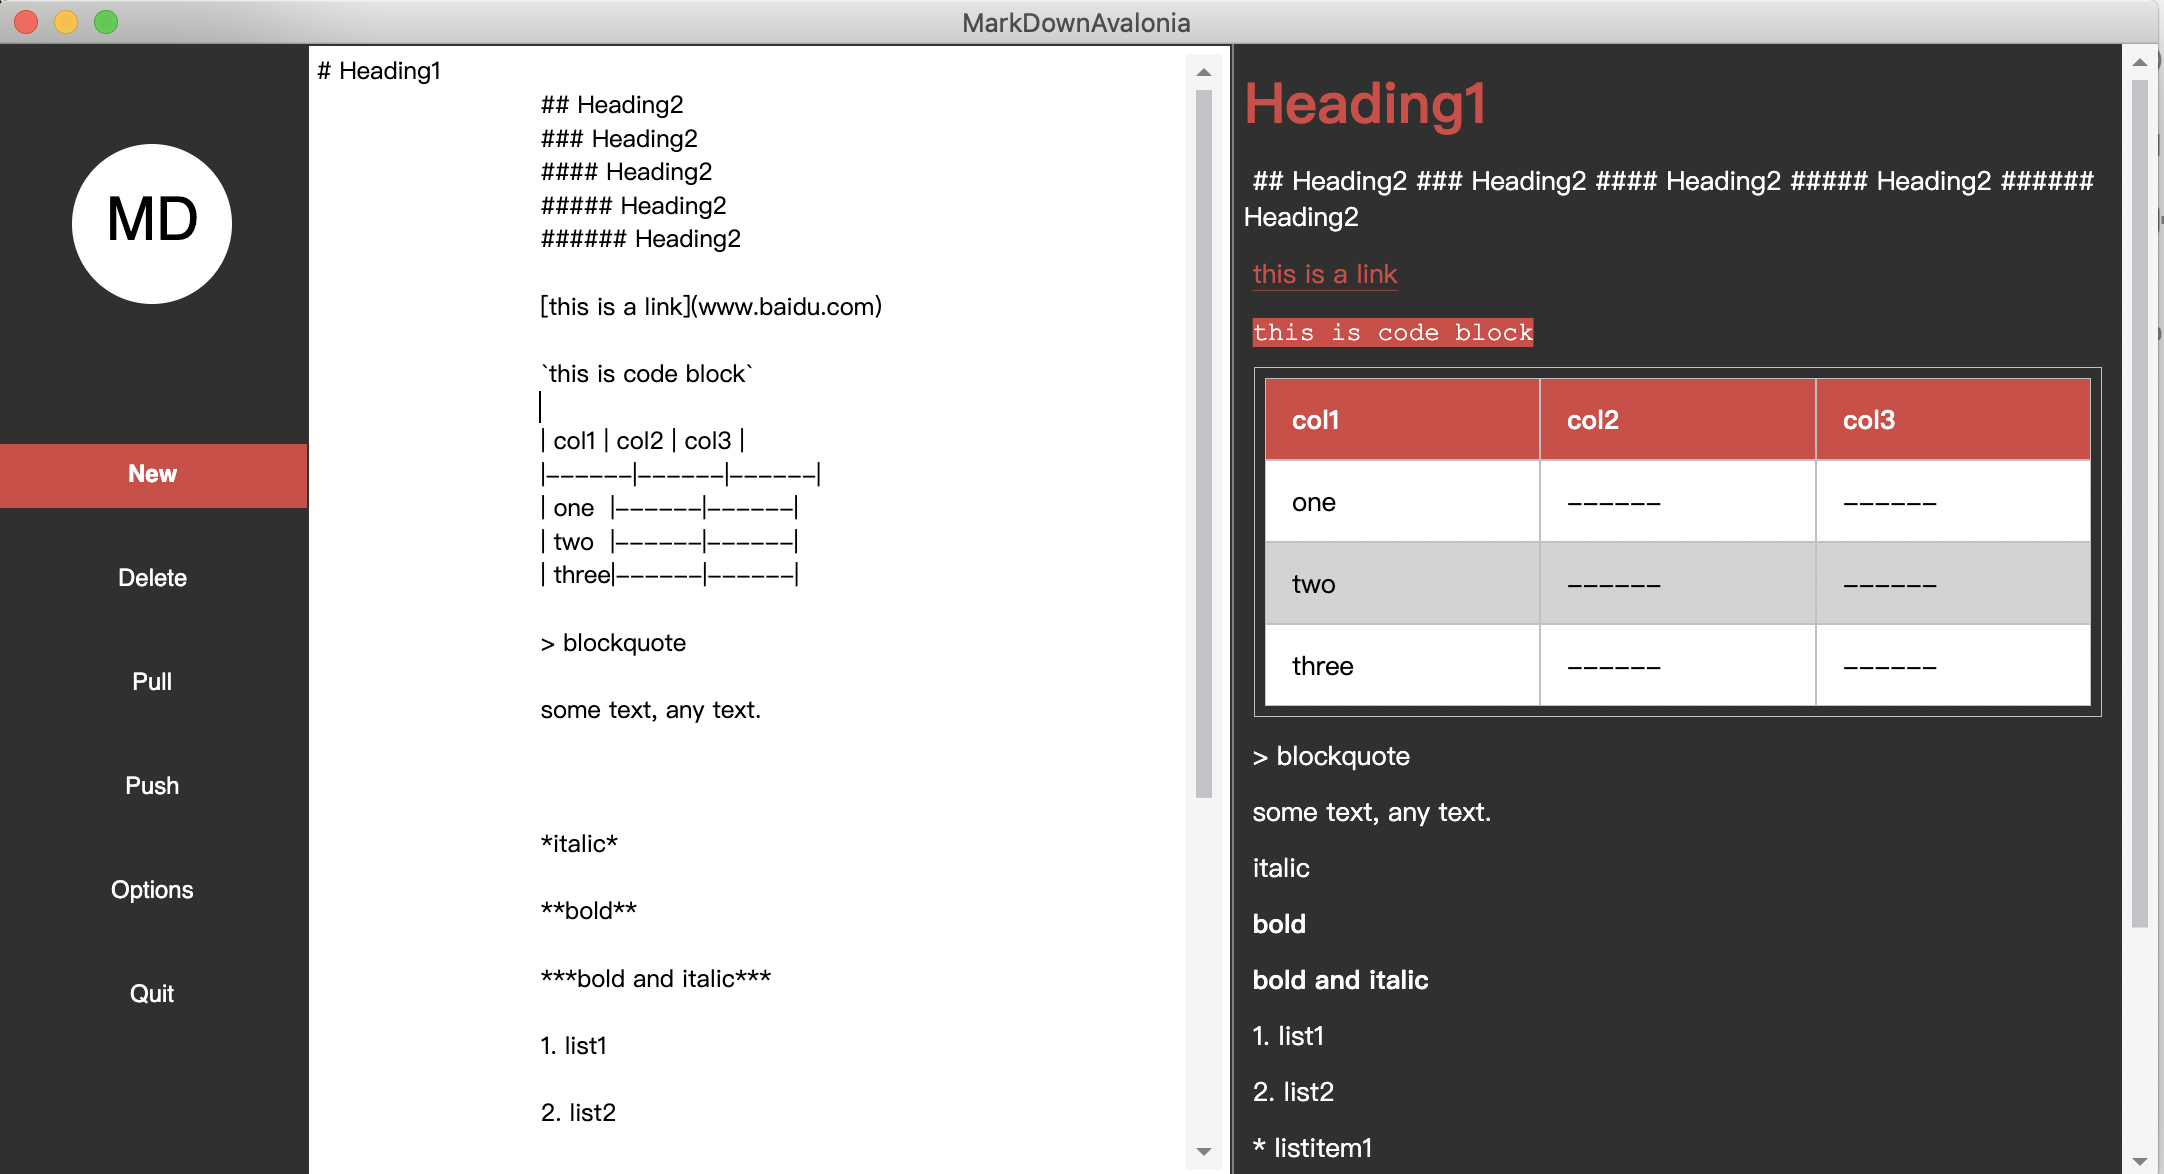 MarkDownAvalonia
MD
New
Delete
Pull
Push
Options
Quit
# Heading1
## Heading2
### Heading2
#### Heading2
##### Heading2
###### Heading2
[this is a link](www.baidu.com)
`this is code block`
| col1 | col2 | col3 |
|------|------|------|
| one  |------|------|
| two  |------|------|
| three|------|------|
> blockquote
some text, any text.
*italic*
**bold**
***bold and italic***
1. list1
2. list2
Heading1
## Heading2 ### Heading2 #### Heading2 ##### Heading2 ######
Heading2
this is a link
this is code block
col1 col2 col3
one ------ ------
two ------ ------
three ------ ------
> blockquote
some text, any text.
italic
bold
bold and italic
1. list1
2. list2
* listitem1